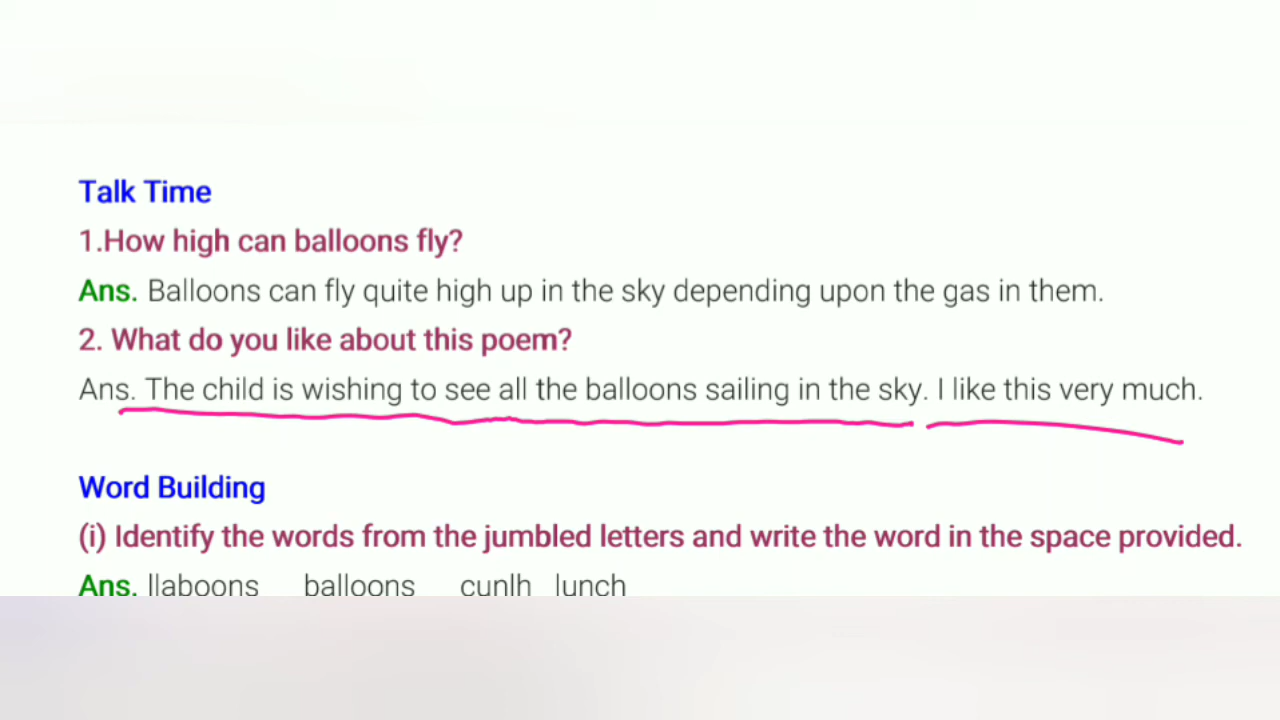 Talk Time
1.How high can balloons fly?
Ans. Balloons can fly quite high up in the sky depending upon the gas in them.
2. What do you like about this poem?
Ans. The child is wishing to see all the balloons sailing in the sky. I like this very much.
Word Building
(i) Identify the words from the jumbled letters and write the word in the space provided.
Ans. llaboons balloons cunlh lunch